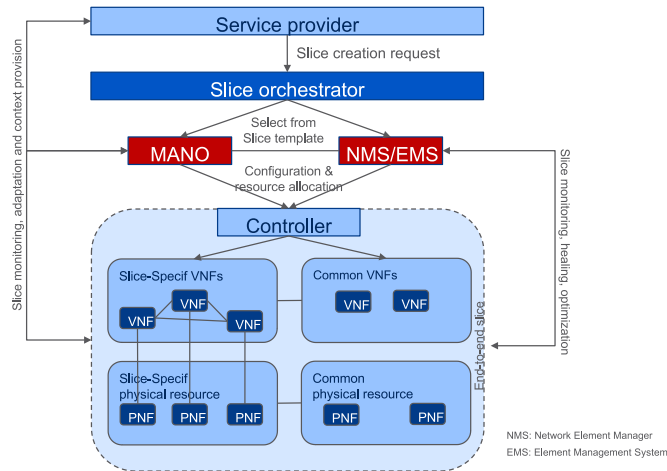 Service provider
Slice creation request
Slice orchestrator
Select from
Slice template
MANO
NMS/EMS
Configuration &
resource allocation
Controller
Slice-Specif VNFs
VNF
VNF
VNF
Common VNFs
VNF
VNF
Slice-Specif
physical resource
PNF
PNF
PNF
Common
physical resource
PNF
PNF
End-to-end slice
Slice monitoring, adaptation and context provision
Slice monitoring, healing, optimization
NMS: Network Element Manager
EMS: Element Management System